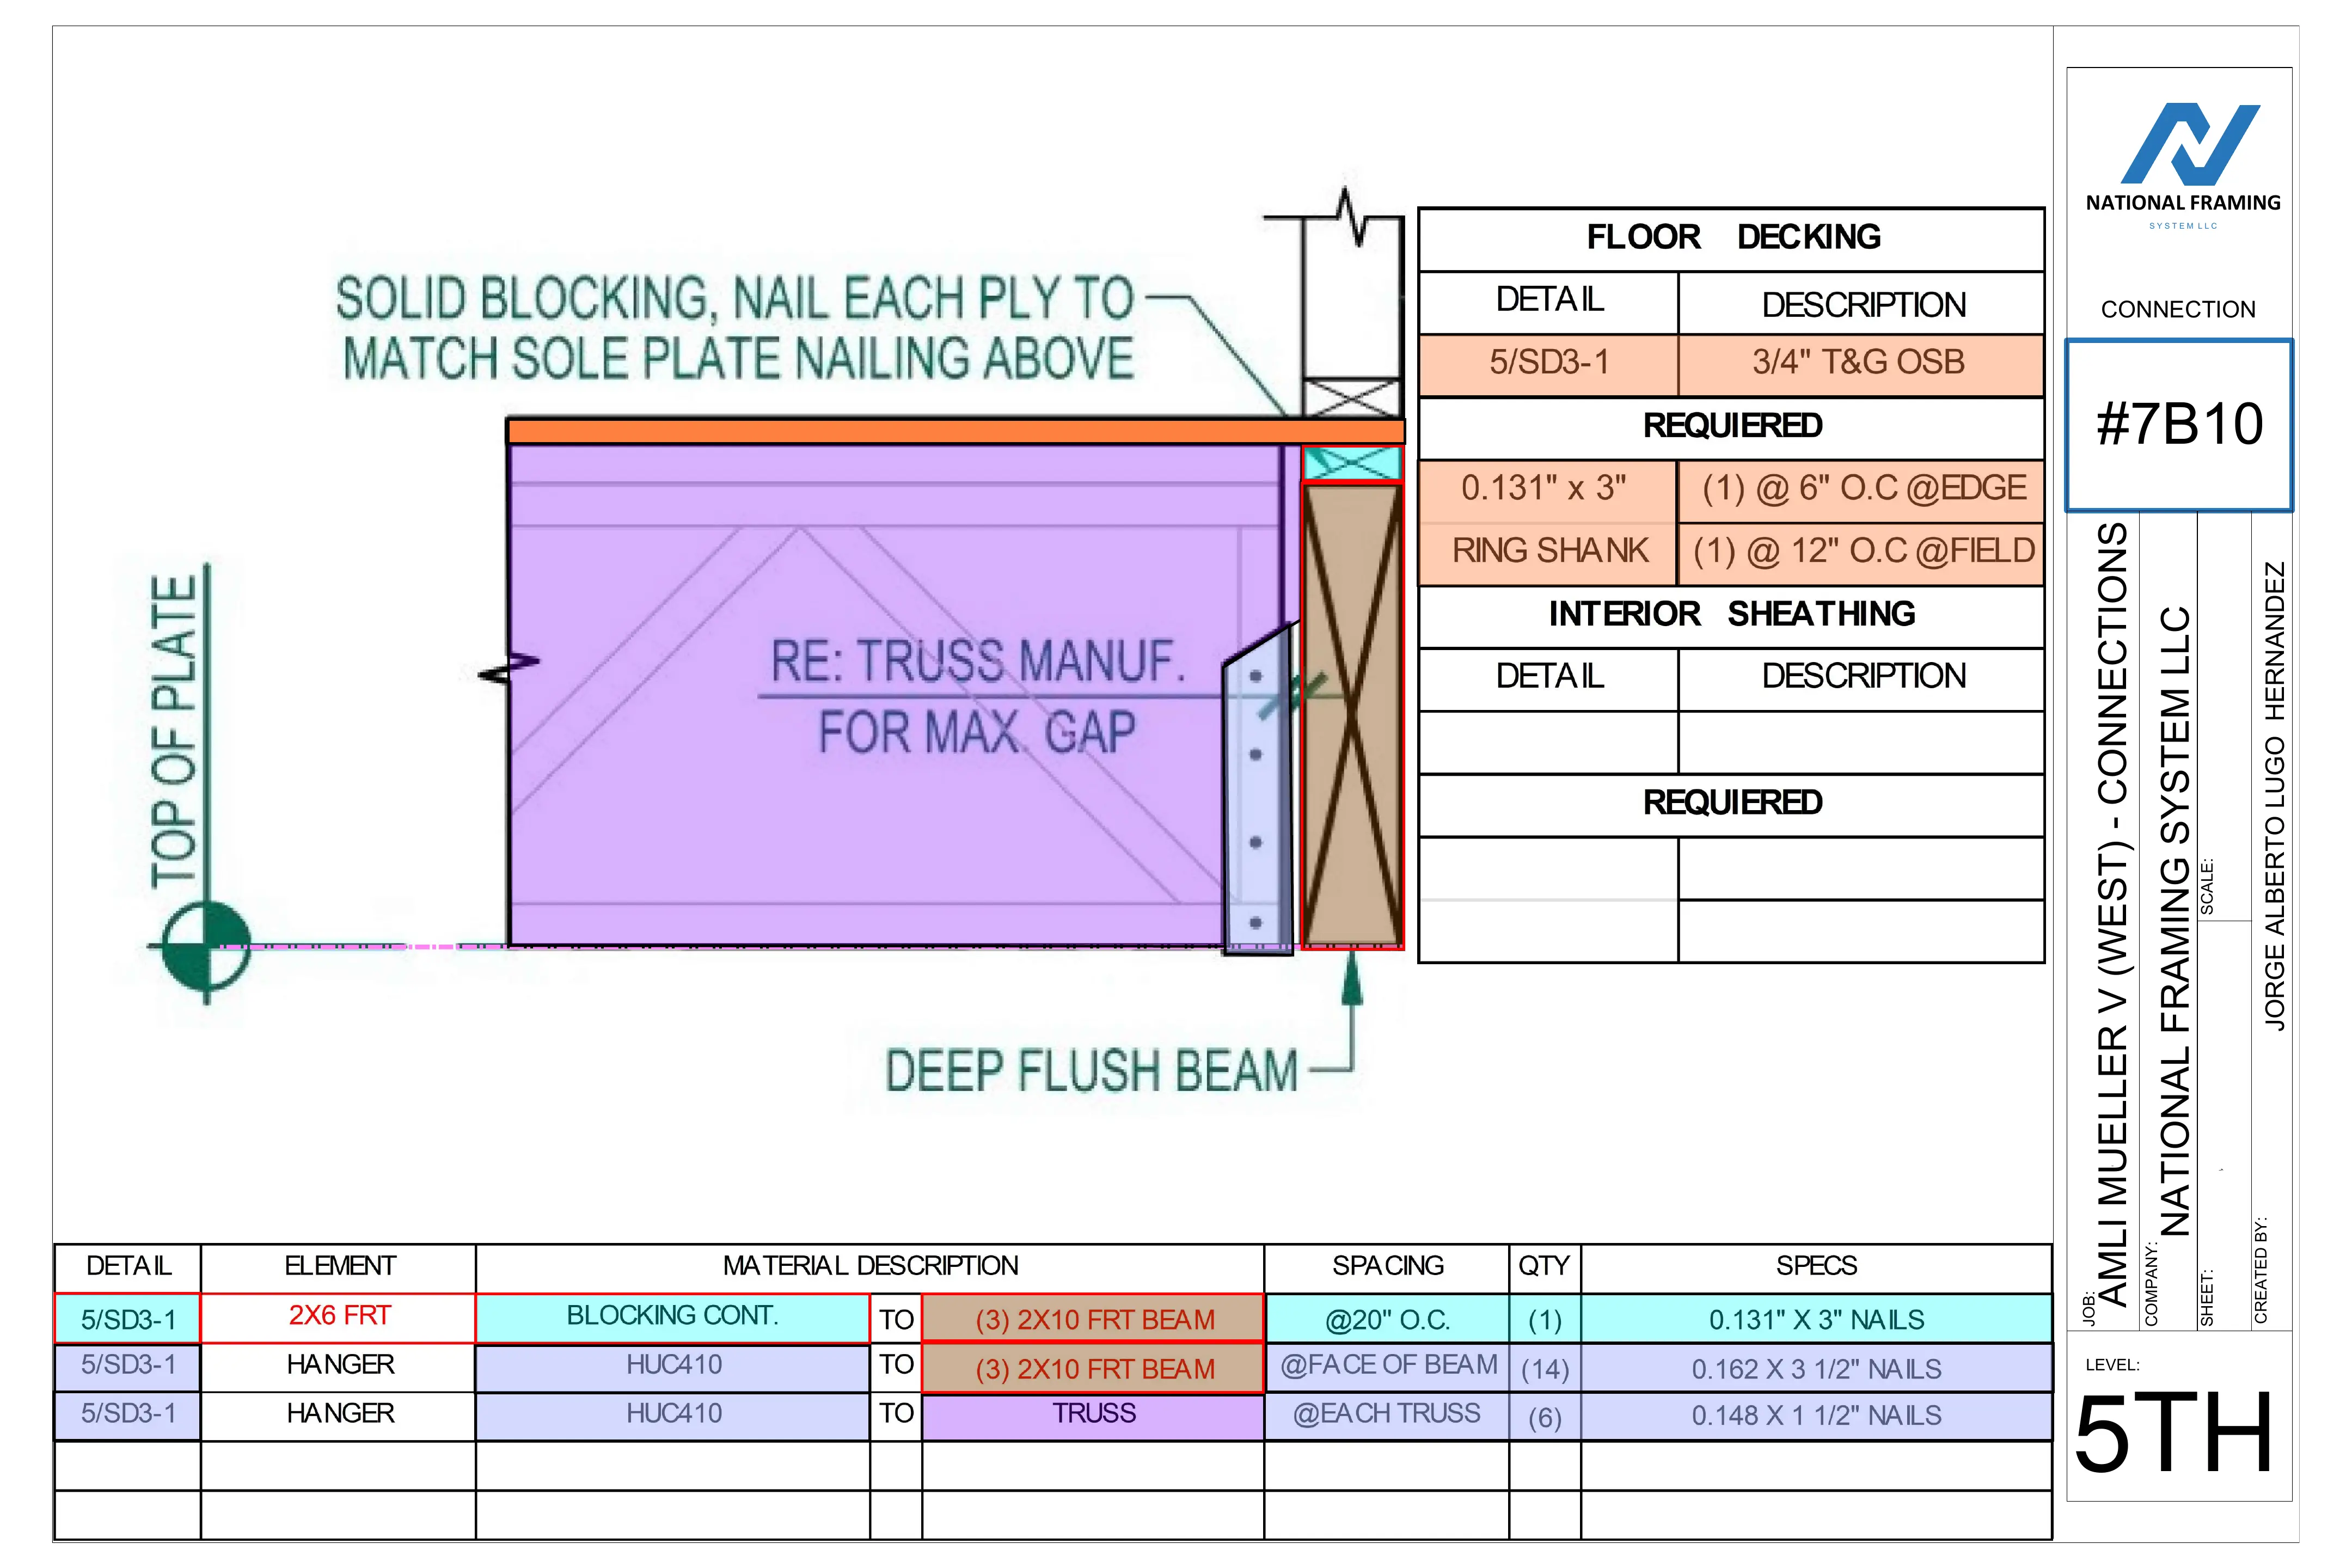 SOLID BLOCKING, NAIL EACH PLY TO
MATCH SOLE PLATE NAILING ABOVE
TOP OF PLATE
RE: TRUSS MANUF.
FOR MAX. GAP
DEEP FLUSH BEAM
FLOOR DECKING
DETAIL DESCRIPTION
5/SD3-1 3/4" T&G OSB
REQUIERED
0.131" x 3" (1) @ 6" O.C @EDGE
RING SHANK (1) @ 12" O.C @FIELD
INTERIOR SHEATHING
DETAIL DESCRIPTION
REQUIERED
DETAIL ELEMENT MATERIAL DESCRIPTION SPACING QTY SPECS
5/SD3-1 2X6 FRT BLOCKING CONT. TO (3) 2X10 FRT BEAM @20" O.C. (1) 0.131" X 3" NAILS
5/SD3-1 HANGER HUC410 TO (3) 2X10 FRT BEAM @FACE OF BEAM (14) 0.162 X 3 1/2" NAILS
5/SD3-1 HANGER HUC410 TO TRUSS @EACH TRUSS (6) 0.148 X 1 1/2" NAILS
NATIONAL FRAMING
SYSTEM LLC
CONNECTION
#7B10
JOB: AMLI MUELLER V (WEST) - CONNECTIONS
COMPANY: NATIONAL FRAMING SYSTEM LLC
SHEET:
SCALE:
CREATED BY: JORGE ALBERTO LUGO HERNANDEZ
LEVEL:
5TH